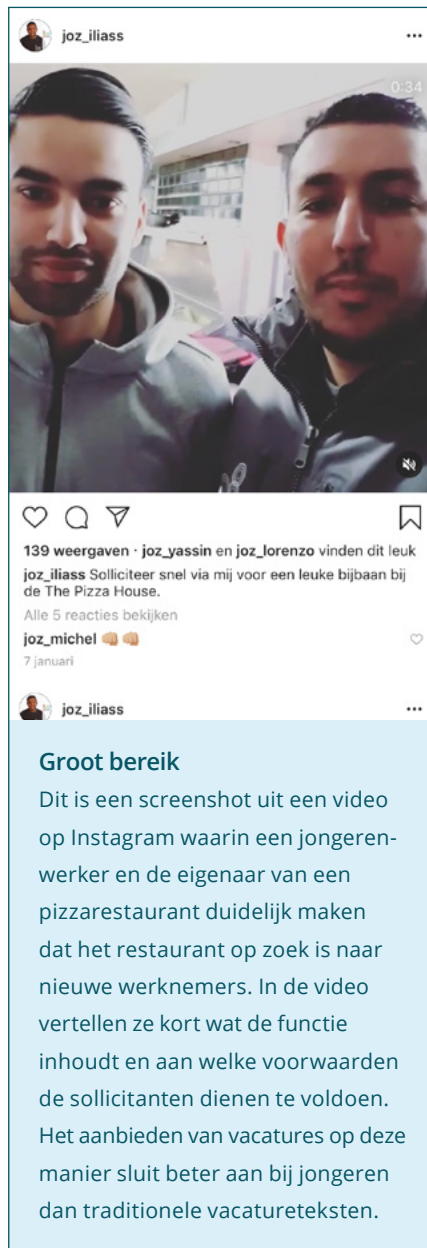 joz_iliass
0:34
139 weergaven · joz_yassin en joz_lorenzo vinden dit leuk
joz_iliass Solliciteer snel via mij voor een leuke bijbaan bij
de The Pizza House.
Alle 5 reacties bekijken
joz_michel 👊🏼 👊🏼
7 januari
joz_iliass
Groot bereik
Dit is een screenshot uit een video
op Instagram waarin een jongeren-
werker en de eigenaar van een
pizzarestaurant duidelijk maken
dat het restaurant op zoek is naar
nieuwe werknemers. In de video
vertellen ze kort wat de functie
inhoudt en aan welke voorwaarden
de sollicitanten dienen te voldoen.
Het aanbieden van vacatures op deze
manier sluit beter aan bij jongeren
dan traditionele vacatureteksten.